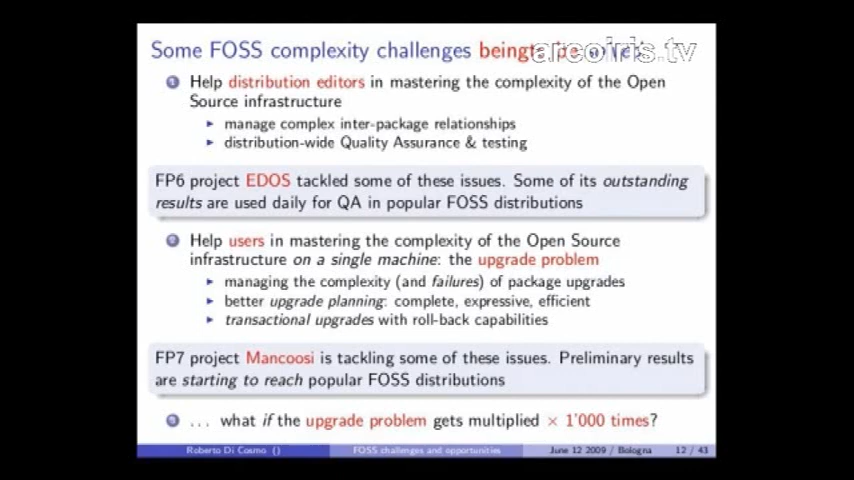 Some FOSS complexity challenges being
arcoiris.tv
1 Help distribution editors in mastering the complexity of the Open
Source infrastructure
▶ manage complex inter-package relationships
▶ distribution-wide Quality Assurance & testing
FP6 project EDOS tackled some of these issues. Some of its outstanding
results are used daily for QA in popular FOSS distributions
2 Help users in mastering the complexity of the Open Source
infrastructure on a single machine: the upgrade problem
▶ managing the complexity (and failures) of package upgrades
▶ better upgrade planning: complete, expressive, efficient
▶ transactional upgrades with roll-back capabilities
FP7 project Mancoosi is tackling some of these issues. Preliminary results
are starting to reach popular FOSS distributions
3 ... what if the upgrade problem gets multiplied × 1'000 times?
Roberto Di Cosmo () FOSS challenges and opportunities June 12 2009 / Bologna 12 / 43